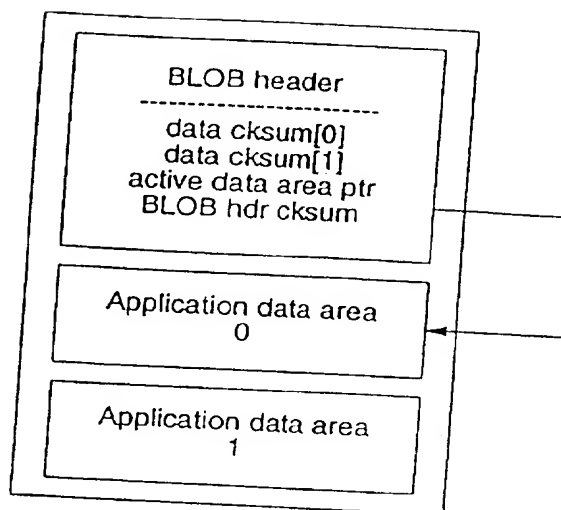 BLOB header
data cksum[0]
data cksum[1]
active data area ptr
BLOB hdr cksum
Application data area
0
Application data area
1